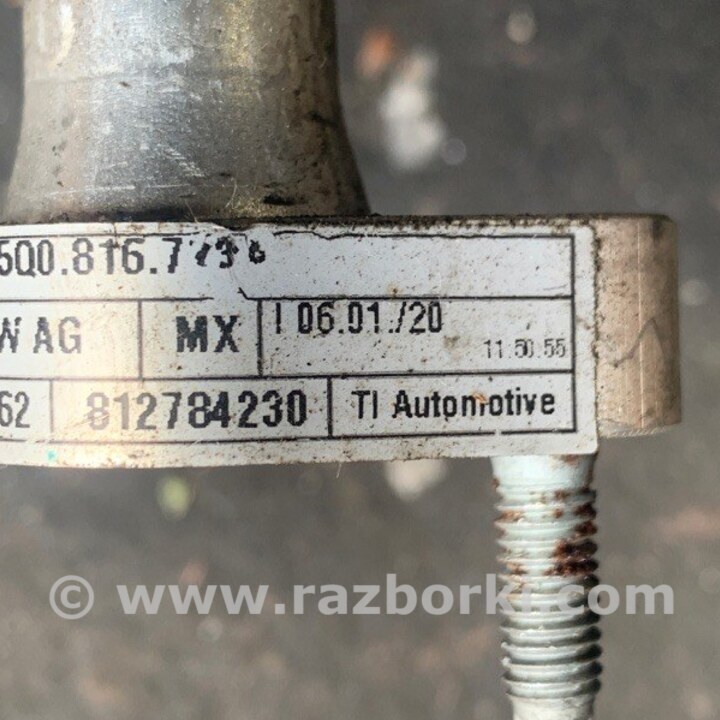 5Q0.816.7
W AG MX I 06.01./20
11:50:55
62 812784230 TI Automotive
© www.razborki.com